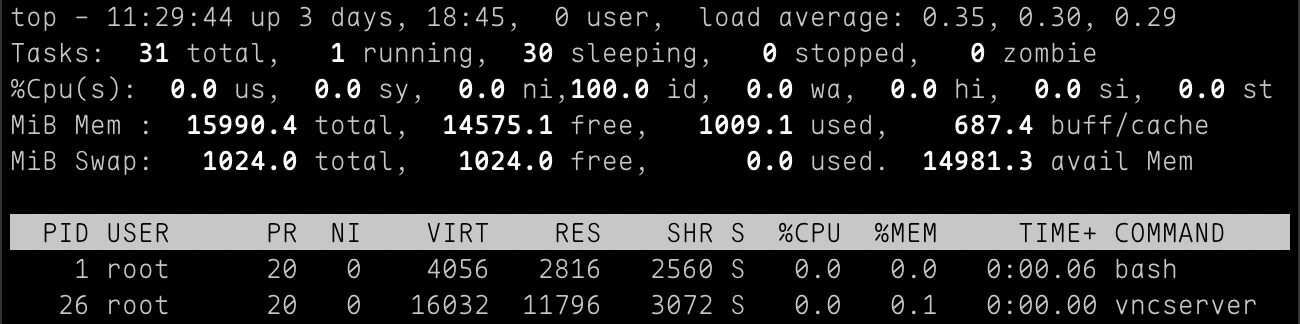 top - 11:29:44 up 3 days, 18:45,  0 user,  load average: 0.35, 0.30, 0.29
Tasks:  31 total,   1 running,  30 sleeping,   0 stopped,   0 zombie
%Cpu(s):  0.0 us,  0.0 sy,  0.0 ni,100.0 id,  0.0 wa,  0.0 hi,  0.0 si,  0.0 st
MiB Mem :  15990.4 total,  14575.1 free,   1009.1 used,    687.4 buff/cache
MiB Swap:   1024.0 total,   1024.0 free,      0.0 used.  14981.3 avail Mem
  PID USER      PR  NI    VIRT    RES    SHR S  %CPU  %MEM     TIME+ COMMAND
    1 root      20   0    4056   2816   2560 S   0.0   0.0   0:00.06 bash
   26 root      20   0   16032  11796   3072 S   0.0   0.1   0:00.00 vncserver